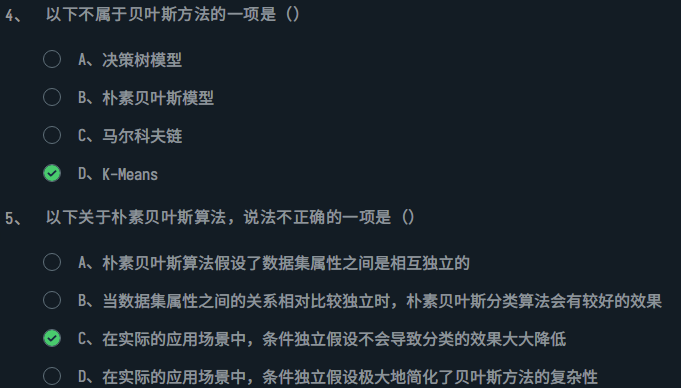 4、 以下不属于贝叶斯方法的一项是（）
A、决策树模型
B、朴素贝叶斯模型
C、马尔科夫链
D、K-Means
5、 以下关于朴素贝叶斯算法，说法不正确的一项是（）
A、朴素贝叶斯算法假设了数据集属性之间是相互独立的
B、当数据集属性之间的关系相对比较独立时，朴素贝叶斯分类算法会有较好的效果
C、在实际的应用场景中，条件独立假设不会导致分类的效果大大降低
D、在实际的应用场景中，条件独立假设极大地简化了贝叶斯方法的复杂性